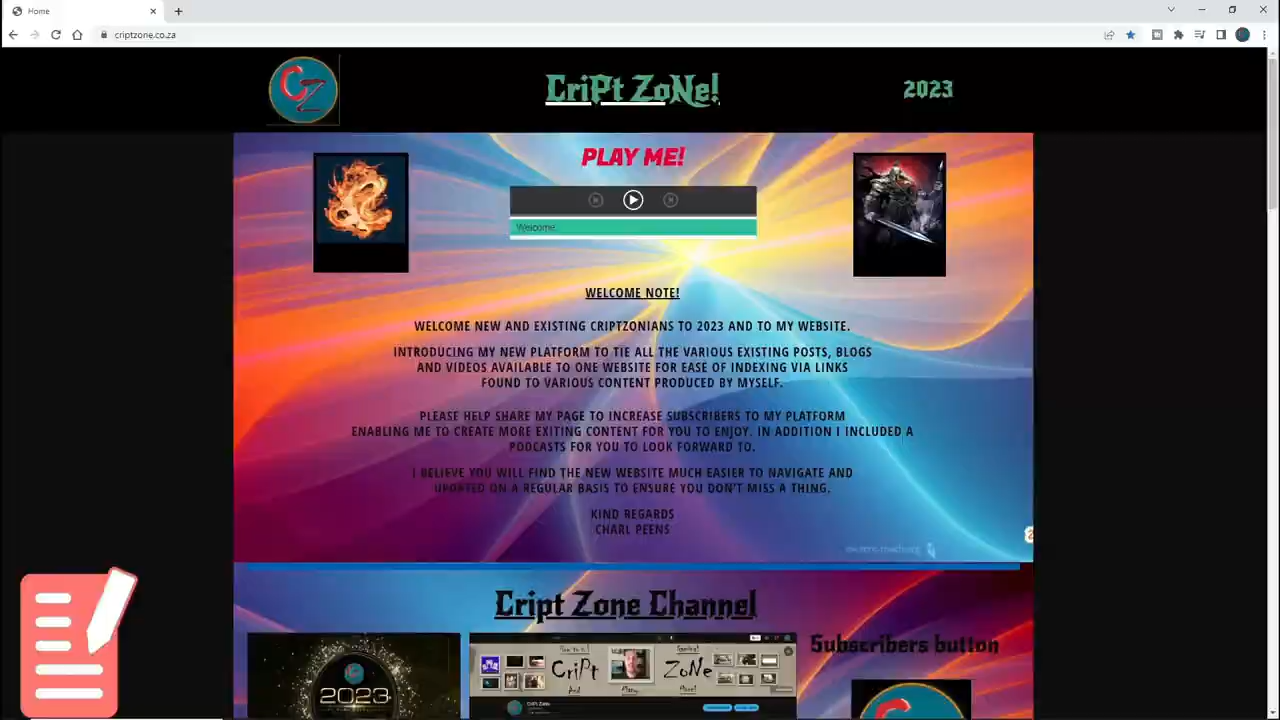 Home
criptzone.co.za
CZ
CriPt ZoNe!
2023
PLAY ME!
Welcome
WELCOME NOTE!
WELCOME NEW AND EXISTING CRIPTZONIANS TO 2023 AND TO MY WEBSITE.
INTRODUCING MY NEW PLATFORM TO TIE ALL THE VARIOUS EXISTING POSTS, BLOGS
AND VIDEOS AVAILABLE TO ONE WEBSITE FOR EASE OF INDEXING VIA LINKS
FOUND TO VARIOUS CONTENT PRODUCED BY MYSELF.
PLEASE HELP SHARE MY PAGE TO INCREASE SUBSCRIBERS TO MY PLATFORM
ENABLING ME TO CREATE MORE EXITING CONTENT FOR YOU TO ENJOY. IN ADDITION I INCLUDED A
PODCASTS FOR YOU TO LOOK FORWARD TO.
I BELIEVE YOU WILL FIND THE NEW WEBSITE MUCH EASIER TO NAVIGATE AND
UPDATED ON A REGULAR BASIS TO ENSURE YOU DON'T MISS A THING.
KIND REGARDS
CHARL PEENS
Cript Zone Channel
Subscribers button
2023
CriPt ZoNe
And Many More!